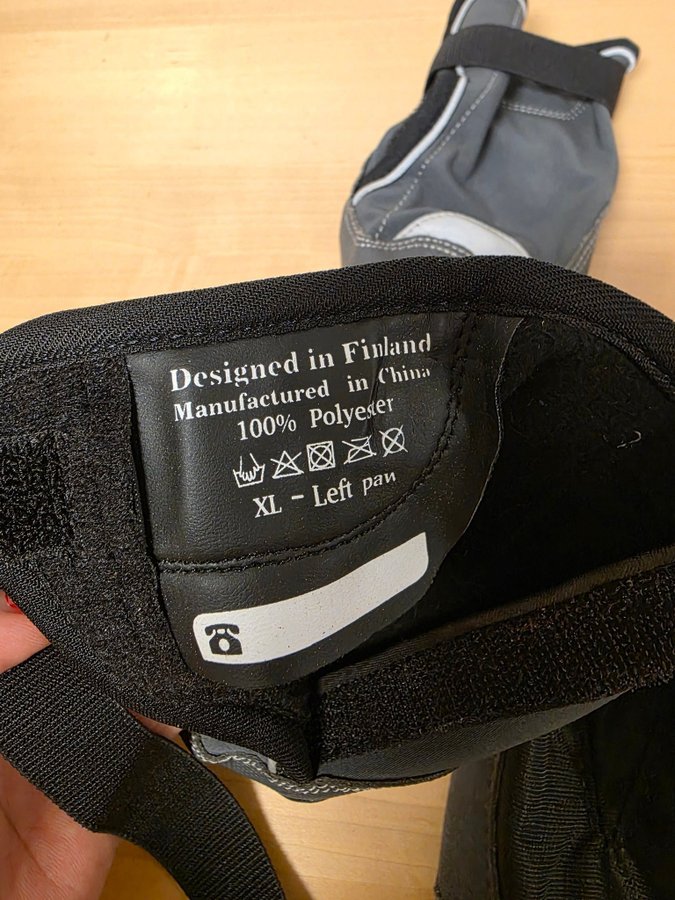 Designed in Finland
Manufactured in China
100% Polyester
XL - Left paw